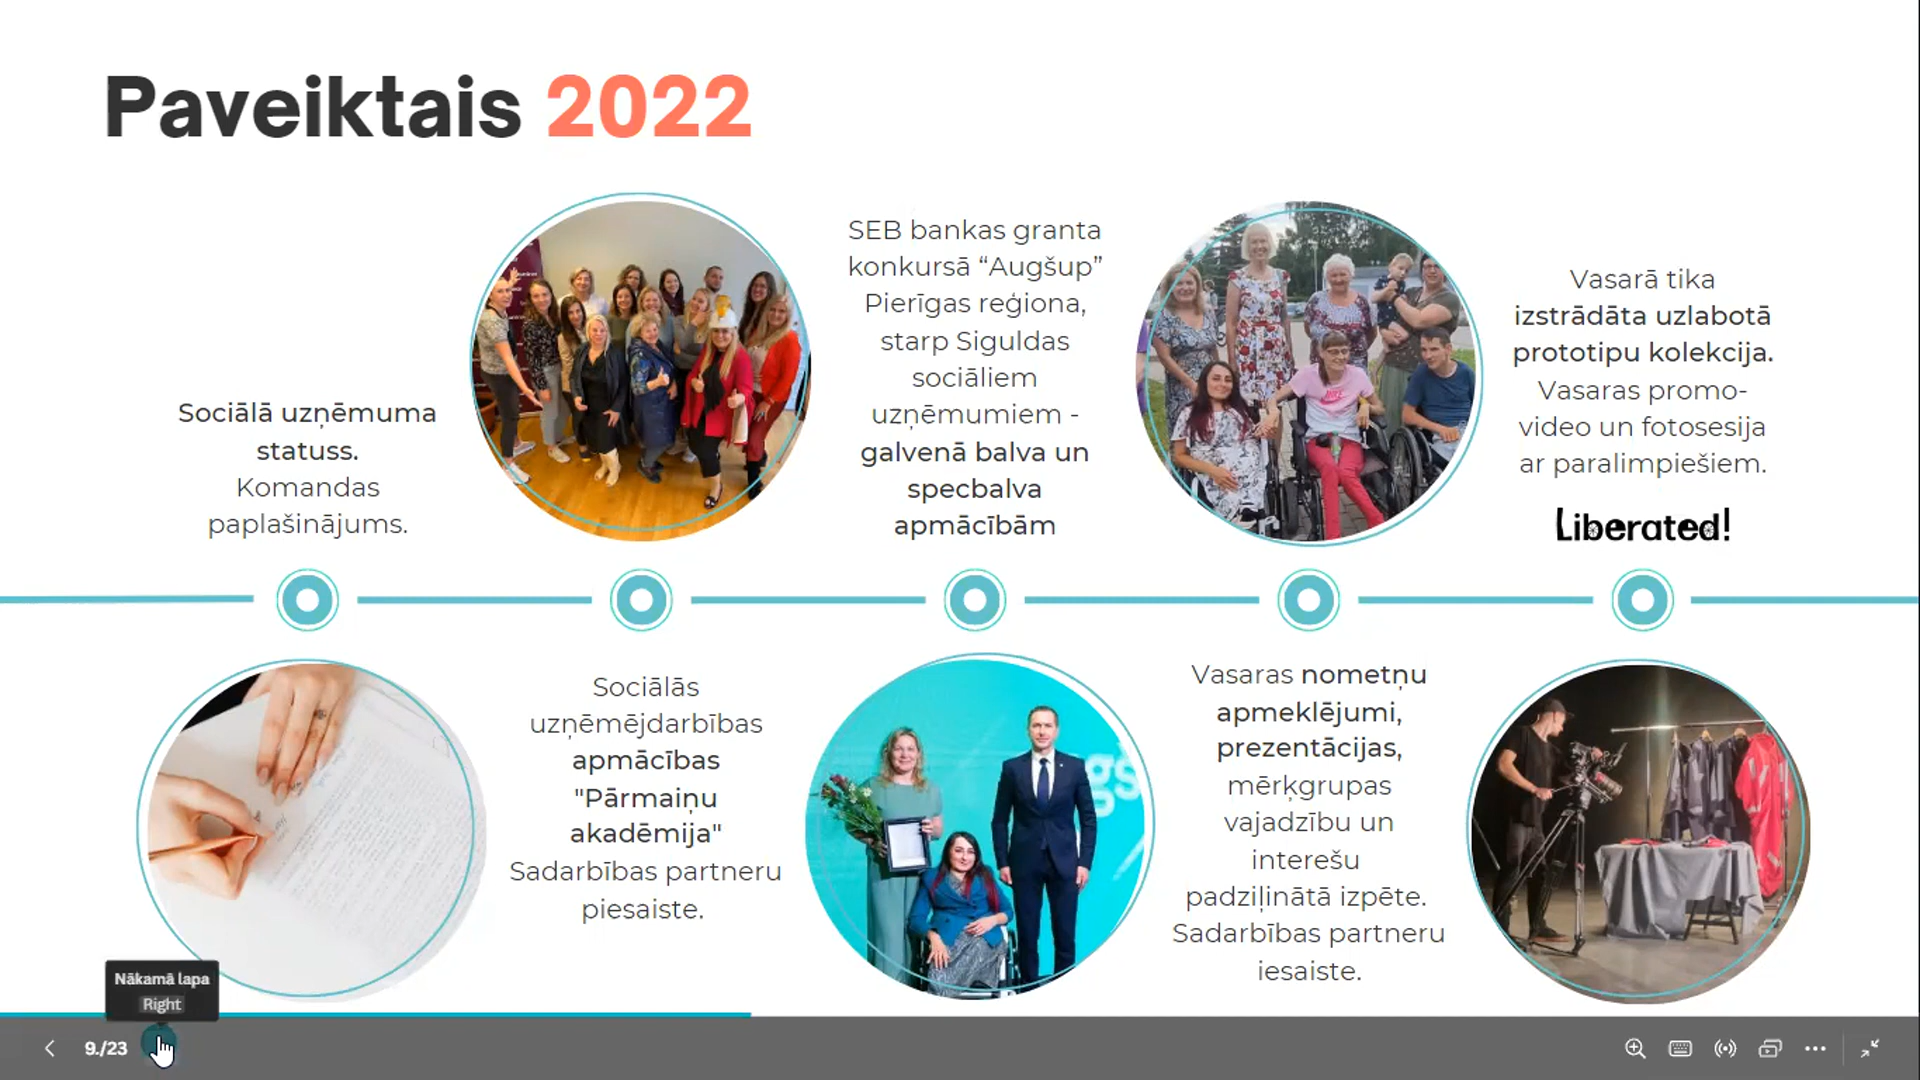 Paveiktais 2022
Sociālā uzņēmuma
statuss.
Komandas
paplašinājums.
Sociālās
uzņēmējdarbības
apmācības
"Pārmaiņu
akadēmija"
Sadarbības partneru
piesaiste.
SEB bankas granta
konkursā “Augšup”
Pierīgas reģiona,
starp Siguldas
sociāliem
uzņēmumiem -
galvenā balva un
specbalva
apmācībām
Vasaras nometņu
apmeklējumi,
prezentācijas,
mērķgrupas
vajadzību un
interešu
padziļinātā izpēte.
Sadarbības partneru
iesaiste.
Vasarā tika
izstrādāta uzlabotā
prototipu kolekcija.
Vasaras promo-
video un fotosesija
ar paralimpiešiem.
Liberated!
Nākamā lapa
Right
9./23